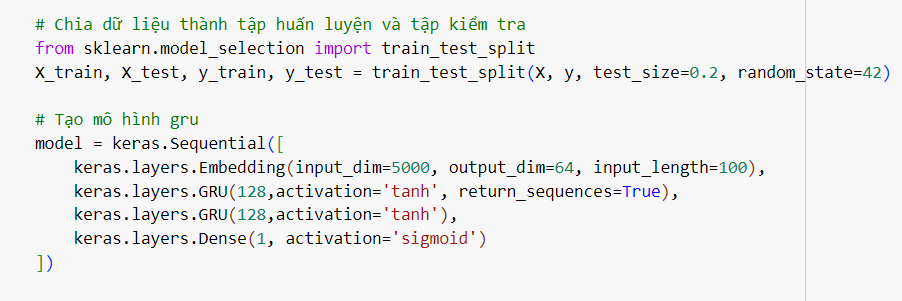 # Chia dữ liệu thành tập huấn luyện và tập kiểm tra
from sklearn.model_selection import train_test_split
X_train, X_test, y_train, y_test = train_test_split(X, y, test_size=0.2, random_state=42)
# Tạo mô hình gru
model = keras.Sequential([
    keras.layers.Embedding(input_dim=5000, output_dim=64, input_length=100),
    keras.layers.GRU(128,activation='tanh', return_sequences=True),
    keras.layers.GRU(128,activation='tanh'),
    keras.layers.Dense(1, activation='sigmoid')
])